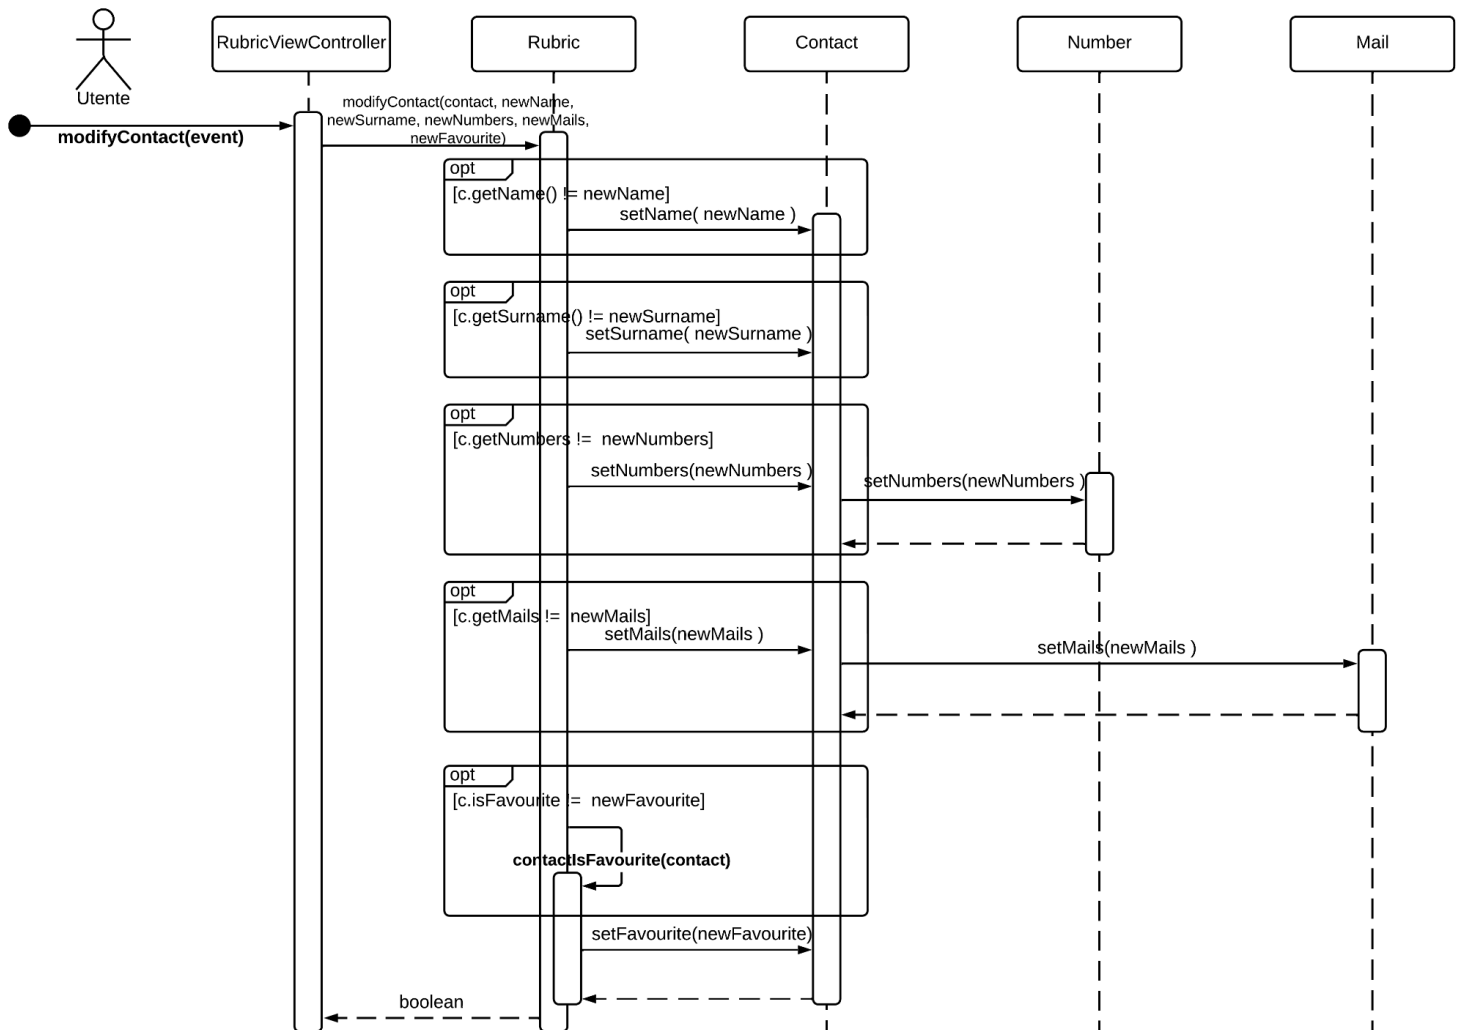 Utente
RubricViewController
Rubric
Contact
Number
Mail
modifyContact(event)
modifyContact(contact, newName,
newSurname, newNumbers, newMails,
newFavourite)
opt
[c.getName() != newName]
setName( newName )
opt
[c.getSurname() != newSurname]
setSurname( newSurname )
opt
[c.getNumbers !=  newNumbers]
setNumbers(newNumbers )
setNumbers(newNumbers )
opt
[c.getMails !=  newMails]
setMails(newMails )
setMails(newMails )
opt
[c.isFavourite !=  newFavourite]
contactIsFavourite(contact)
setFavourite(newFavourite)
boolean